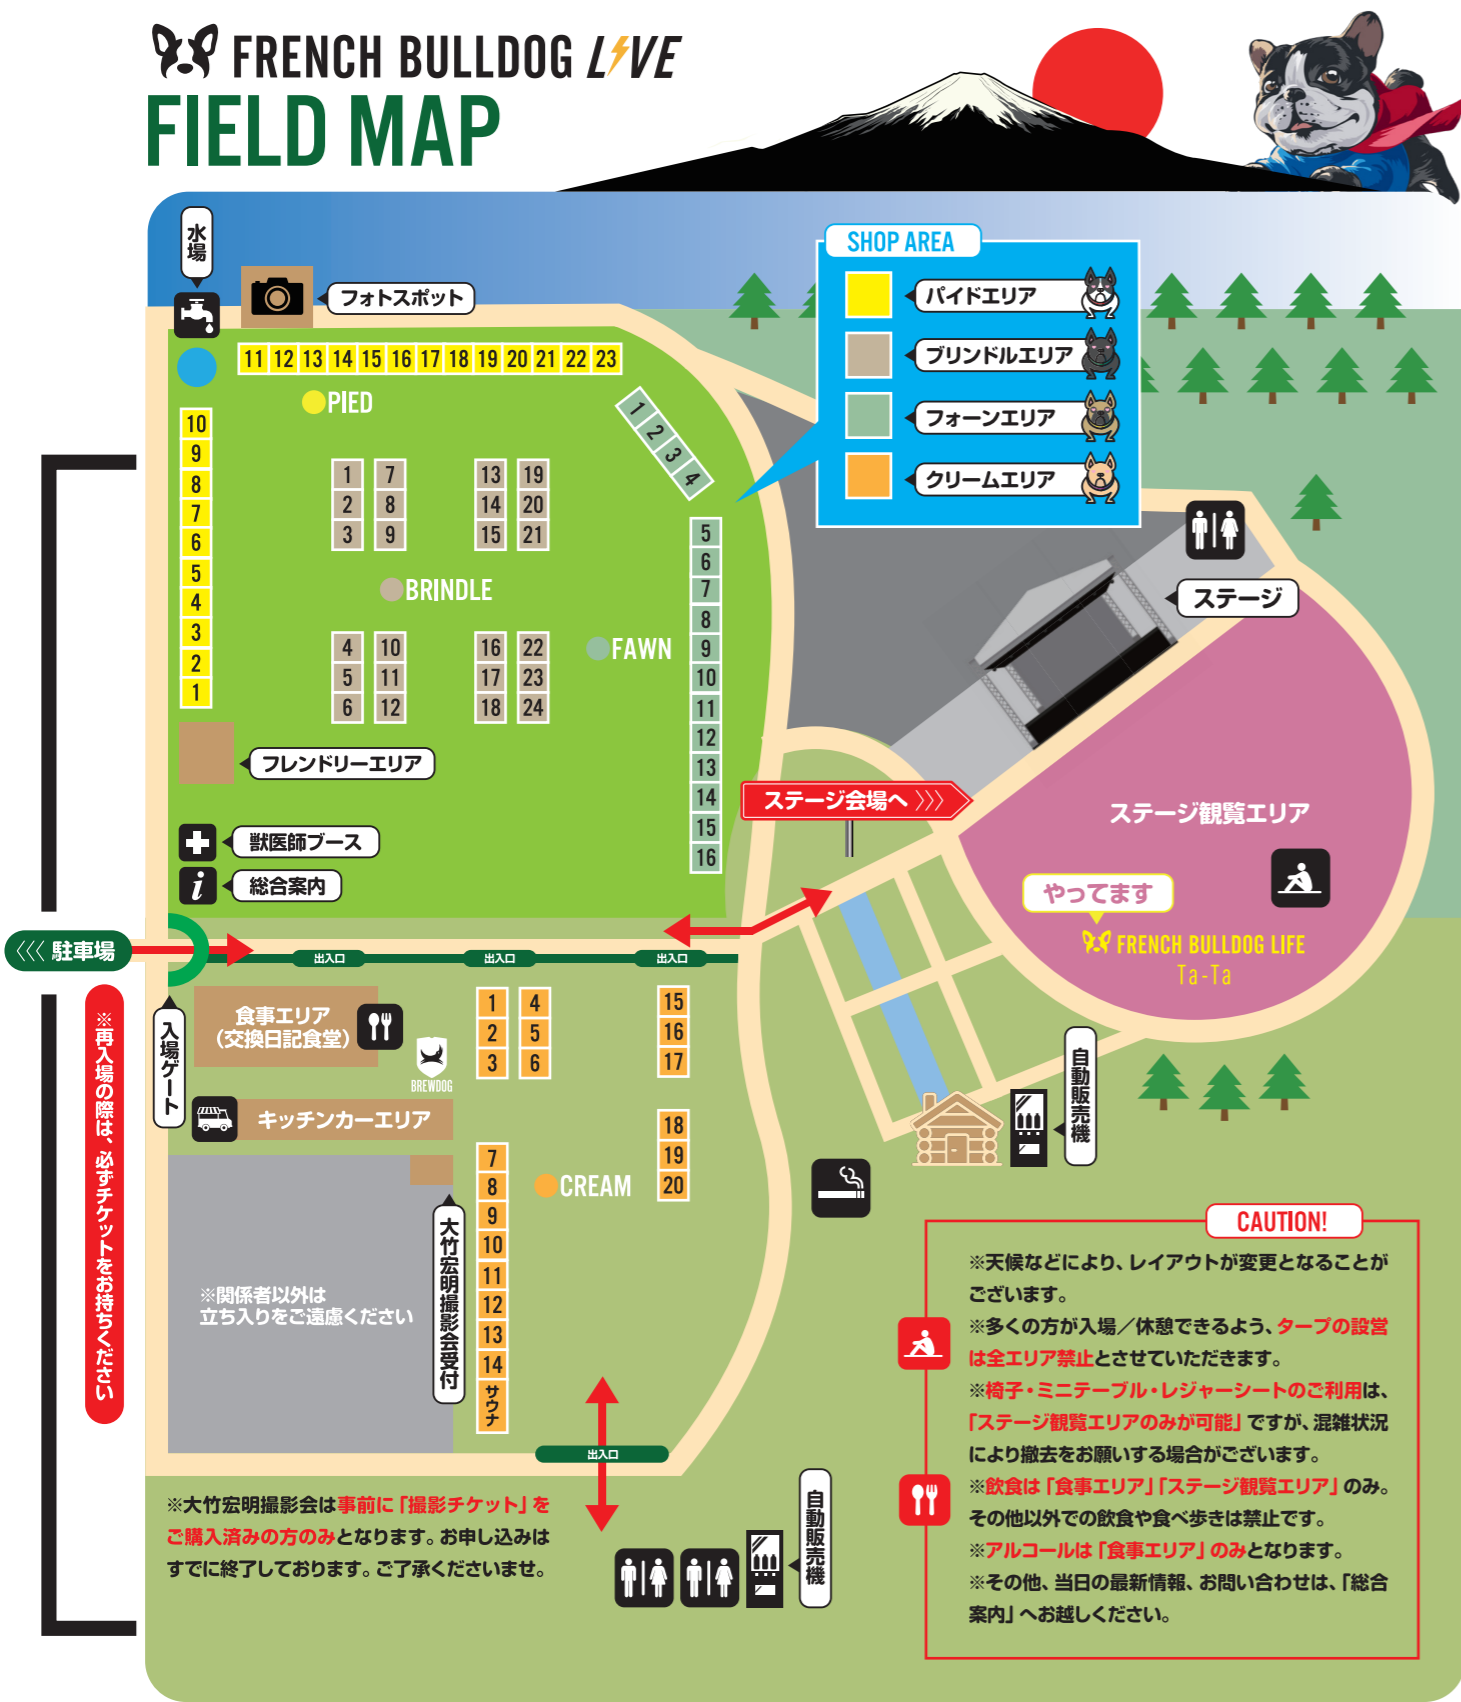 FRENCH BULLDOG LIVE
FIELD MAP
水場
フォトスポット
SHOP AREA
パイドエリア
ブリンドルエリア
フォーンエリア
クリームエリア
11 12 13 14 15 16 17 18 19 20 21 22 23
PIED
10
9
8
7
6
5
4
3
2
1
1 7
2 8
3 9
13 19
14 20
15 21
BRINDLE
4 10
5 11
6 12
16 22
17 23
18 24
1
2
3
4
FAWN
5
6
7
8
9
10
11
12
13
14
15
16
ステージ
フレンドリーエリア
獣医師ブース
総合案内
ステージ会場へ 〉〉〉
ステージ観覧エリア
やってます
FRENCH BULLDOG LIFE
Ta-Ta
〈〈〈 駐車場
出入口
出入口
出入口
※再入場の際は、必ずチケットをお持ちください
入場ゲート
食事エリア
（交換日記食堂）
BREWDOG
キッチンカーエリア
1 4
2 5
3 6
15
16
17
18
19
20
CREAM
7
8
9
10
11
12
13
14
サウナ
大竹宏明撮影会受付
※関係者以外は
立ち入りをご遠慮ください
自動販売機
出入口
※大竹宏明撮影会は事前に「撮影チケット」を
ご購入済みの方のみとなります。お申し込みは
すでに終了しております。ご了承くださいませ。
自動販売機
CAUTION!
※天候などにより、レイアウトが変更となることが
ございます。
※多くの方が入場／休憩できるよう、タープの設営
は全エリア禁止とさせていただきます。
※椅子・ミニテーブル・レジャーシートのご利用は、
「ステージ観覧エリアのみが可能」ですが、混雑状況
により撤去をお願いする場合がございます。
※飲食は「食事エリア」「ステージ観覧エリア」のみ。
その他以外での飲食や食べ歩きは禁止です。
※アルコールは「食事エリア」のみとなります。
※その他、当日の最新情報、お問い合わせは、「総合
案内」へお越しください。